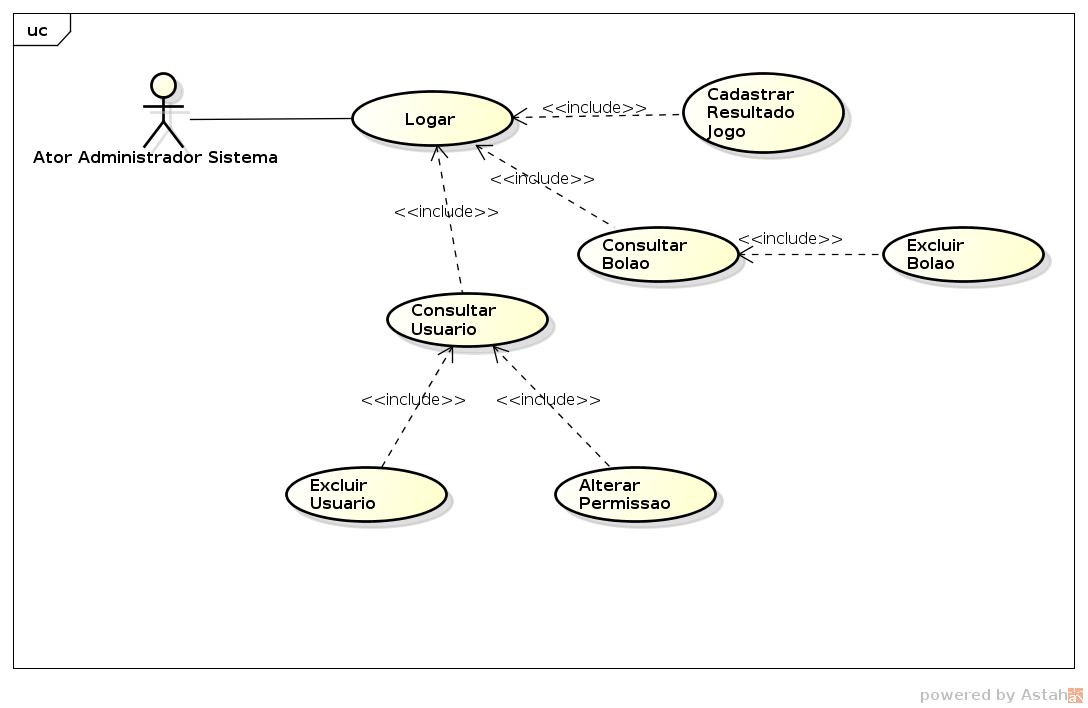 uc
Ator Administrador Sistema
Logar
<<include>>
Cadastrar
Resultado
Jogo
<<include>>
<<include>>
Consultar
Bolao
<<include>>
Excluir
Bolao
Consultar
Usuario
<<include>>
<<include>>
Excluir
Usuario
Alterar
Permissao
powered by Astah